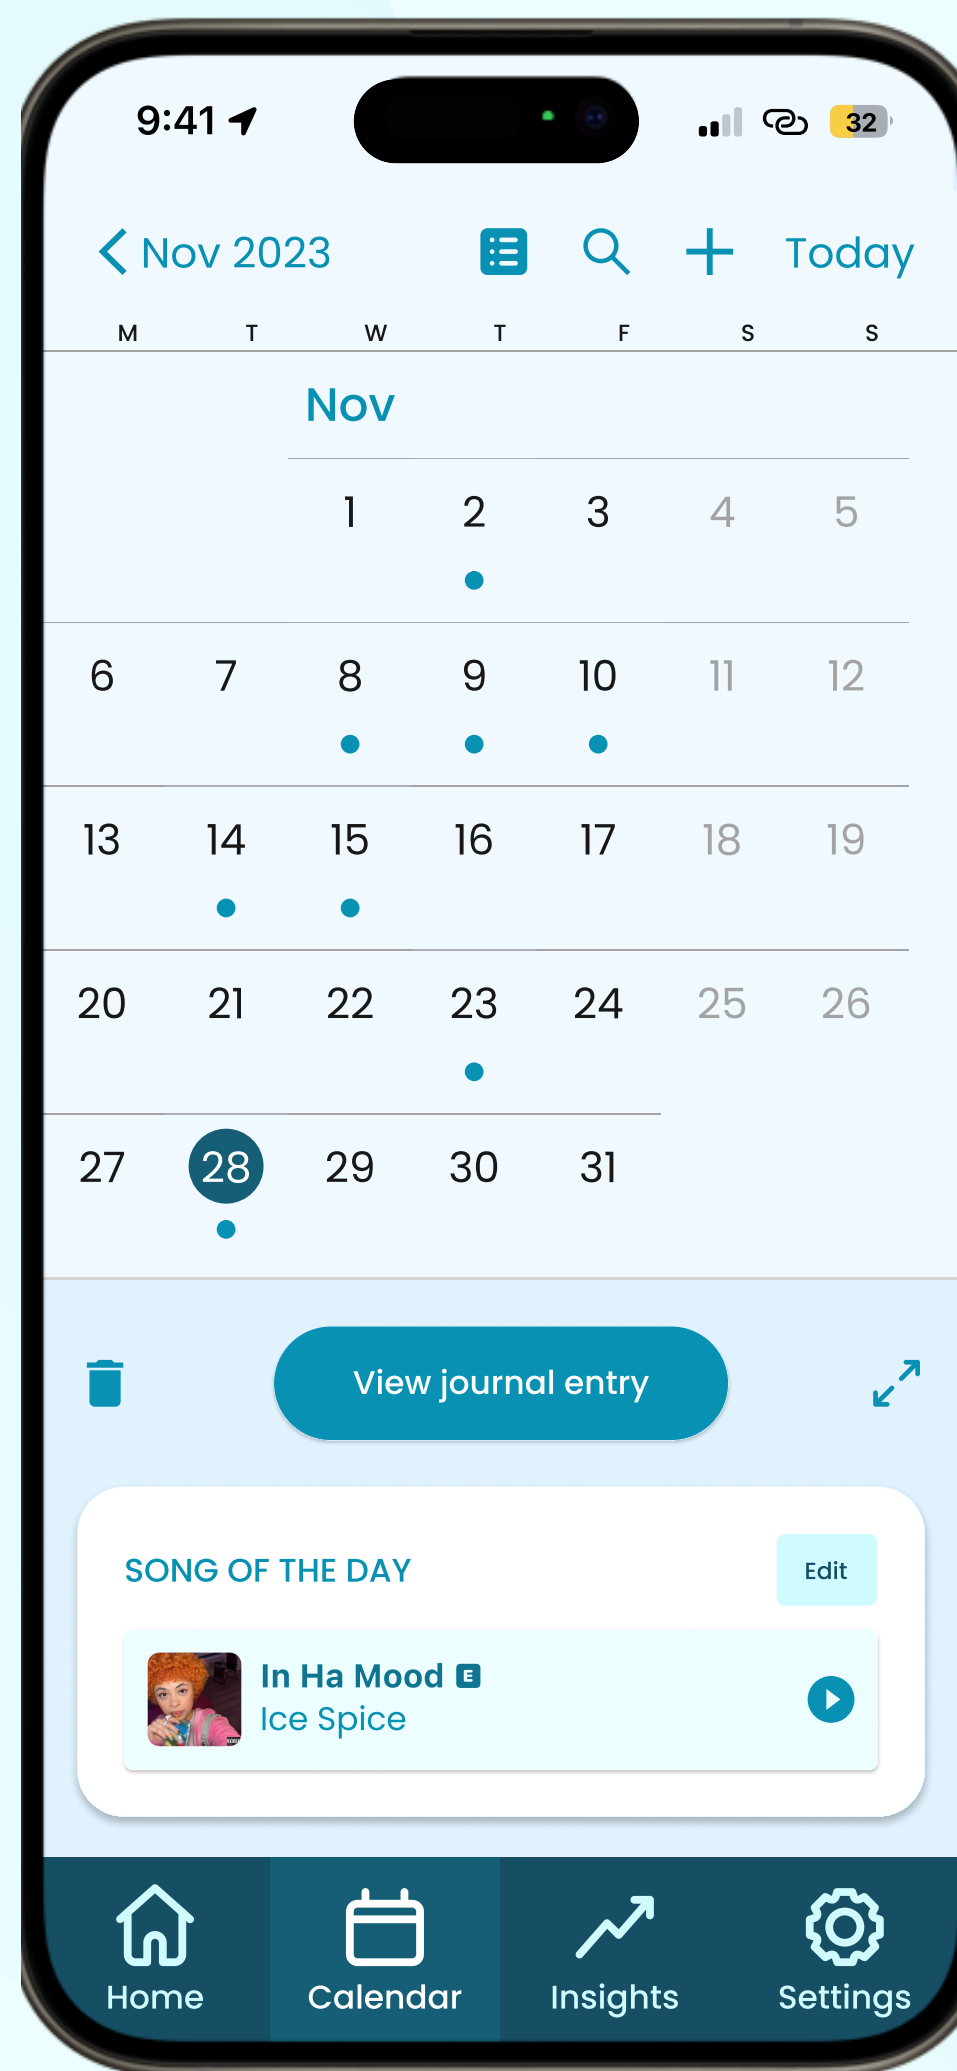 9:41 32
Nov 2023 Today
M T W T F S S
Nov
1 2 3 4 5
6 7 8 9 10 11 12
13 14 15 16 17 18 19
20 21 22 23 24 25 26
27 28 29 30 31
View journal entry
SONG OF THE DAY Edit
In Ha Mood E
Ice Spice
Home Calendar Insights Settings